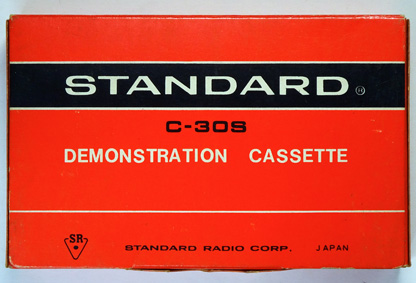 STANDARD ®
C-30S
DEMONSTRATION CASSETTE
SR
STANDARD RADIO CORP. JAPAN